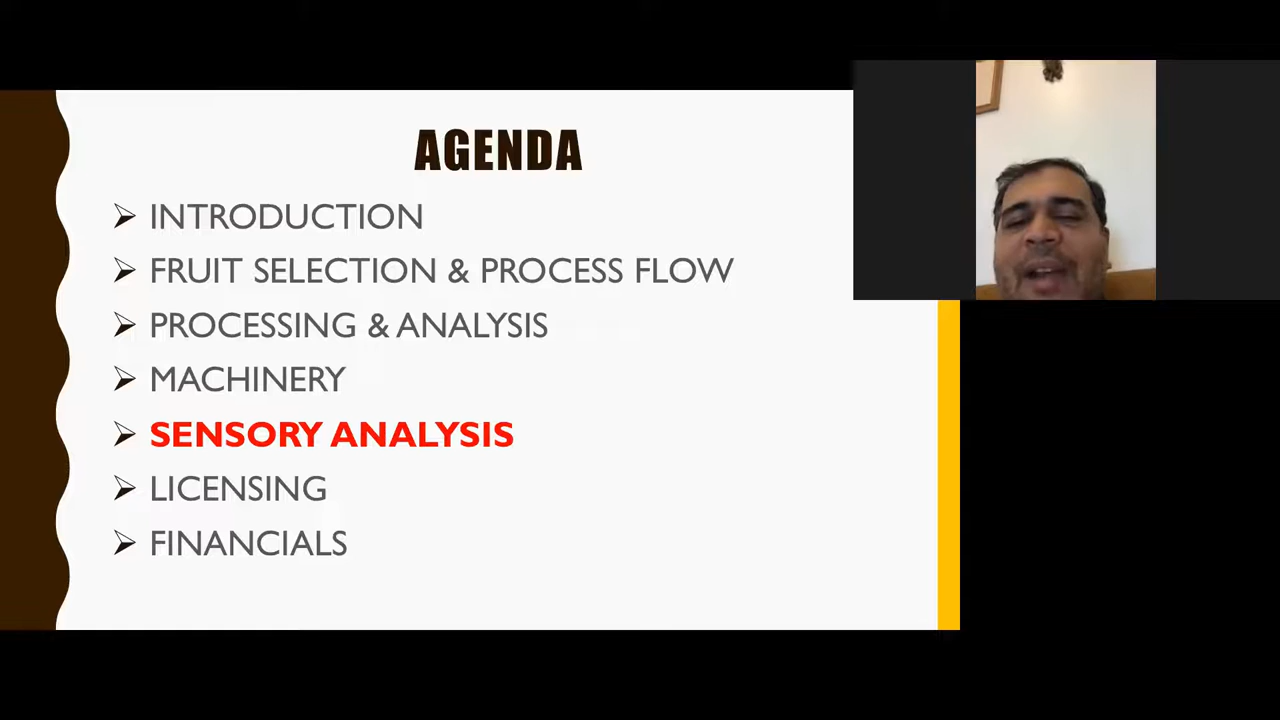 AGENDA
INTRODUCTION
FRUIT SELECTION & PROCESS FLOW
PROCESSING & ANALYSIS
MACHINERY
SENSORY ANALYSIS
LICENSING
FINANCIALS